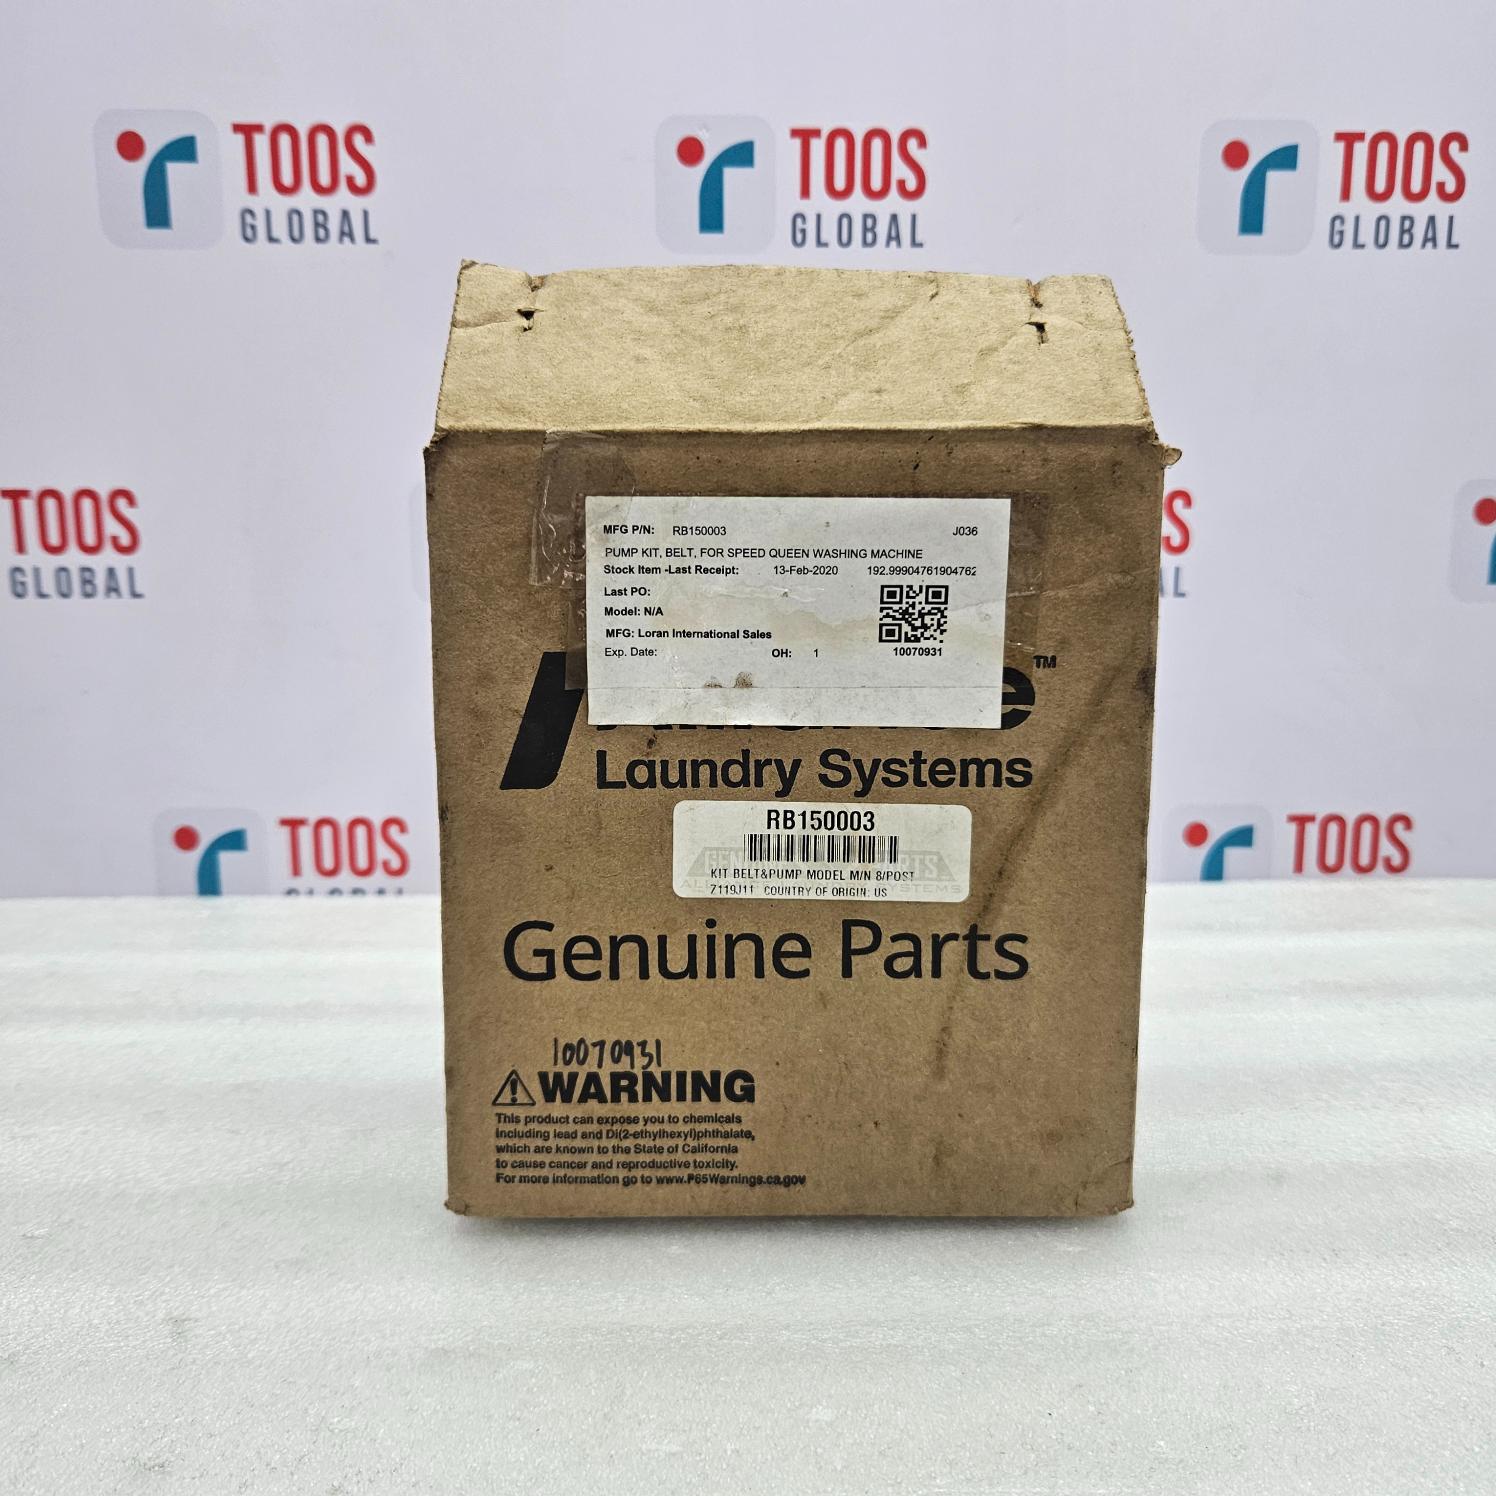 TOOS
GLOBAL
TOOS
GLOBAL
TOOS
GLOBAL
TOOS
GLOBAL
MFG P/N: RB150003 J036
PUMP KIT, BELT, FOR SPEED QUEEN WASHING MACHINE
Stock Item -Last Receipt: 13-Feb-2020 192.99904761904762
Last PO:
Model: N/A
MFG: Loran International Sales
Exp. Date: OH: 1 10070931
TM
Laundry Systems
RB150003
KIT BELT&PUMP MODEL M/N 8/POST
Z119J11 COUNTRY OF ORIGIN: US
TOOS
TOOS
Genuine Parts
10070931
WARNING
This product can expose you to chemicals
including lead and Di(2-ethylhexyl)phthalate,
which are known to the State of California
to cause cancer and reproductive toxicity.
For more information go to www.P65Warnings.ca.gov